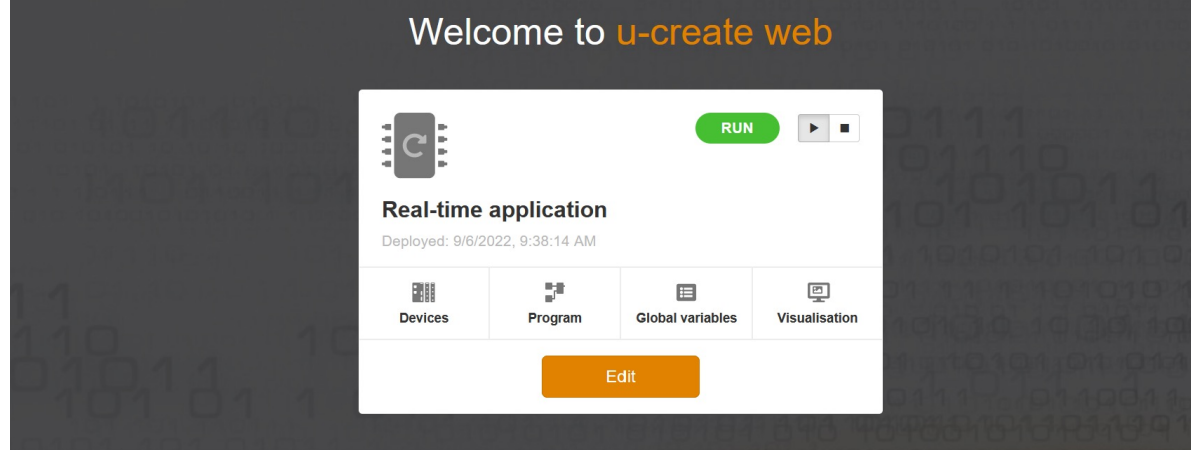 Welcome to u-create web
RUN
Real-time application
Deployed: 9/6/2022, 9:38:14 AM
Devices Program Global variables Visualisation
Edit